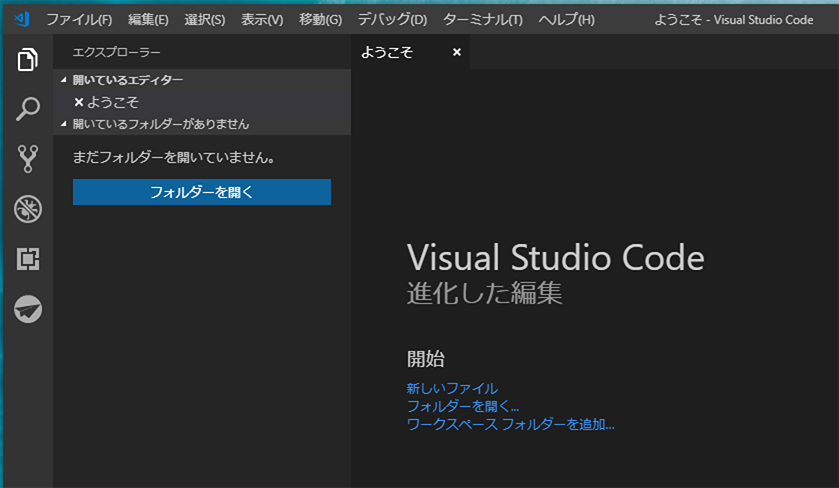 ファイル(F) 編集(E) 選択(S) 表示(V) 移動(G) デバッグ(D) ターミナル(T) ヘルプ(H) ようこそ - Visual Studio Code
エクスプローラー
ようこそ
開いているエディター
ようこそ
開いているフォルダーがありません
まだフォルダーを開いていません。
フォルダーを開く
Visual Studio Code
進化した編集
開始
新しいファイル
フォルダーを開く...
ワークスペース フォルダーを追加...